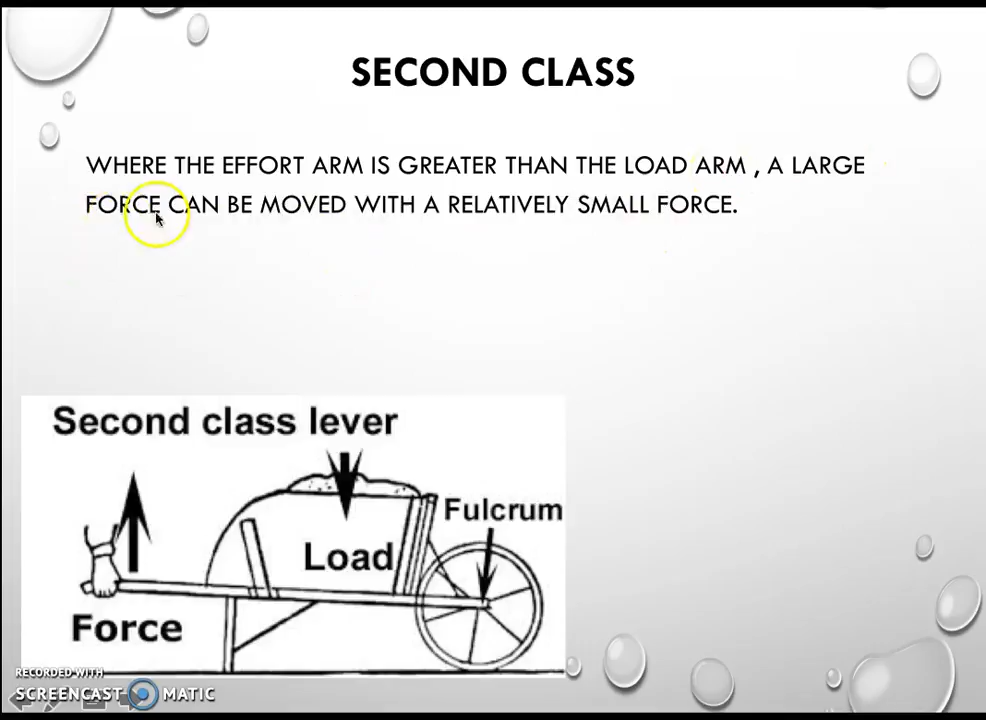 SECOND CLASS
WHERE THE EFFORT ARM IS GREATER THAN THE LOAD ARM , A LARGE
FORCE CAN BE MOVED WITH A RELATIVELY SMALL FORCE.
Second class lever
Fulcrum
Load
Force
RECORDED WITH
SCREENCAST MATIC